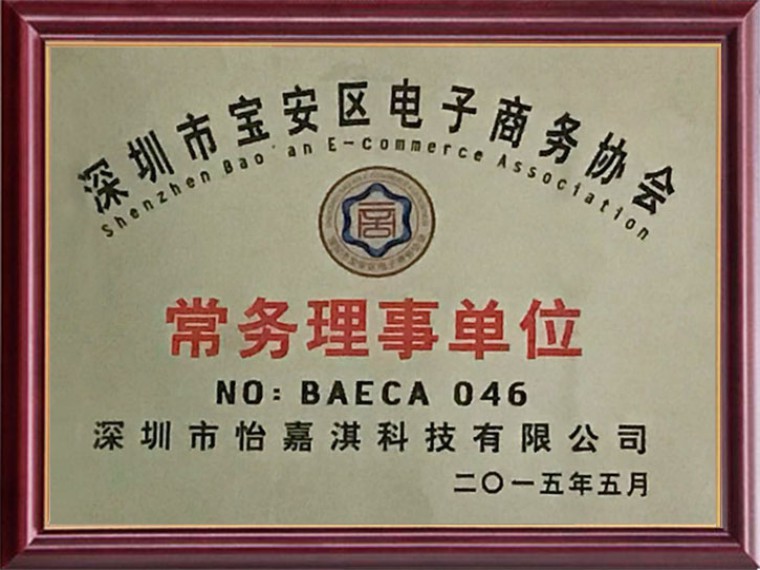 深圳市宝安区电子商务协会
Shenzhen Bao'an E-commerce Association
常务理事单位
NO: BAECA 046
深圳市怡嘉淇科技有限公司
二〇一五年五月